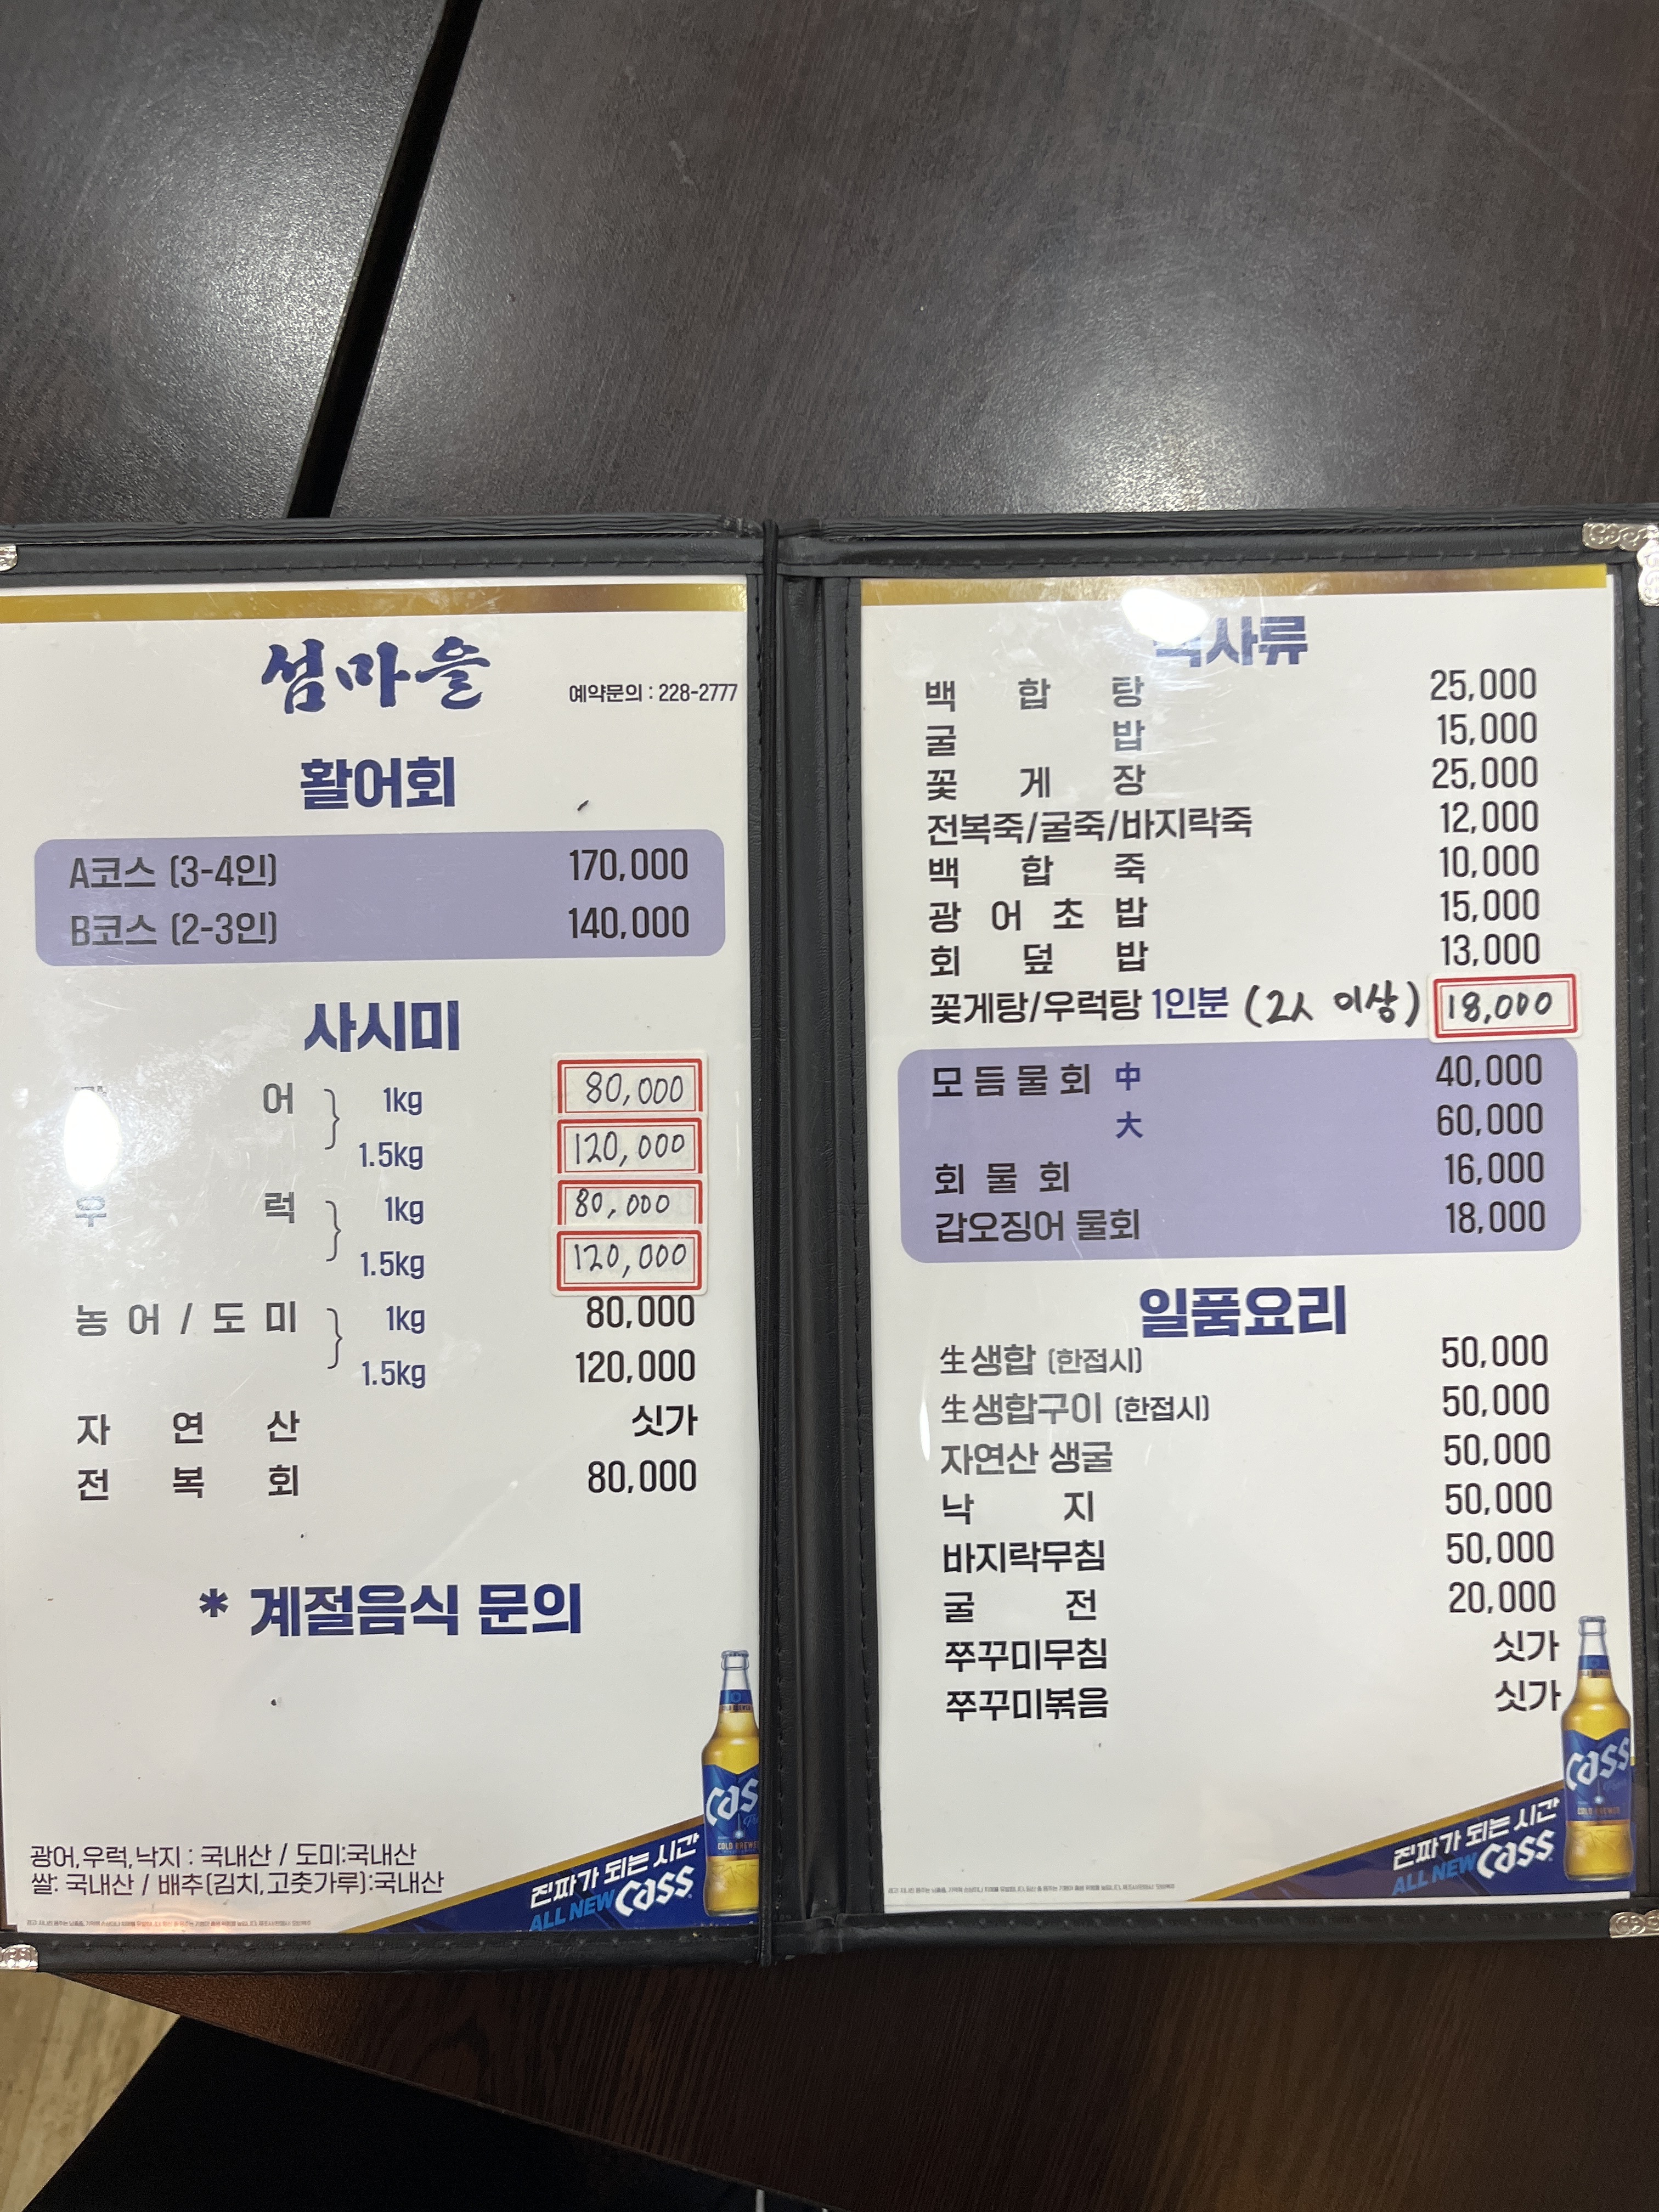 섬마을
예약문의 : 228-2777
활어회
A코스 (3-4인) 170,000
B코스 (2-3인) 140,000
사시미
어 1kg 80,000
1.5kg 120,000
우 럭 1kg 80,000
1.5kg 120,000
농 어 / 도 미 1kg 80,000
1.5kg 120,000
자 연 산 싯가
전 복 회 80,000
* 계절음식 문의
광어,우럭,낙지 : 국내산 / 도미:국내산
쌀: 국내산 / 배추(김치,고춧가루):국내산
진짜가 되는 시간
ALL NEW Cass
백 합 탕 25,000
굴 밥 15,000
꽃 게 장 25,000
전복죽/굴죽/바지락죽 12,000
백 합 죽 10,000
광 어 초 밥 15,000
회 덮 밥 13,000
꽃게탕/우럭탕 1인분 (2人 이상) 18,000
모 듬 물 회 中 40,000
大 60,000
회 물 회 16,000
갑오징어 물회 18,000
일품요리
生생합 (한접시) 50,000
生생합구이 (한접시) 50,000
자연산 생굴 50,000
낙 지 50,000
바지락무침 50,000
굴 전 20,000
쭈꾸미무침 싯가
쭈꾸미볶음 싯가
Cass
COLD BREWED
진짜가 되는 시간
ALL NEW Cass